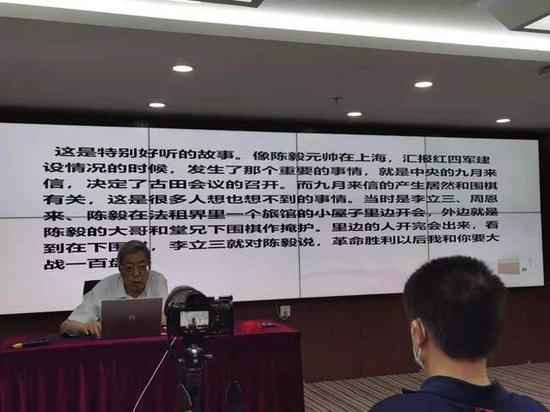 这是特别好听的故事。像陈毅元帅在上海，汇报红四军建
设情况的时候，发生了那个重要的事情，就是中央的九月来
信，决定了古田会议的召开。而九月来信的产生居然和围棋
有关，这是很多人想也想不到的事情。当时是李立三、周恩
来、陈毅在法租界里一个旅馆的小屋子里边开会，外边就是
陈毅的大哥和堂兄下围棋作掩护。里边的人开完会出来，看
到在下围棋，李立三就对陈毅说，革命胜利以后我和你要大
战一百盘